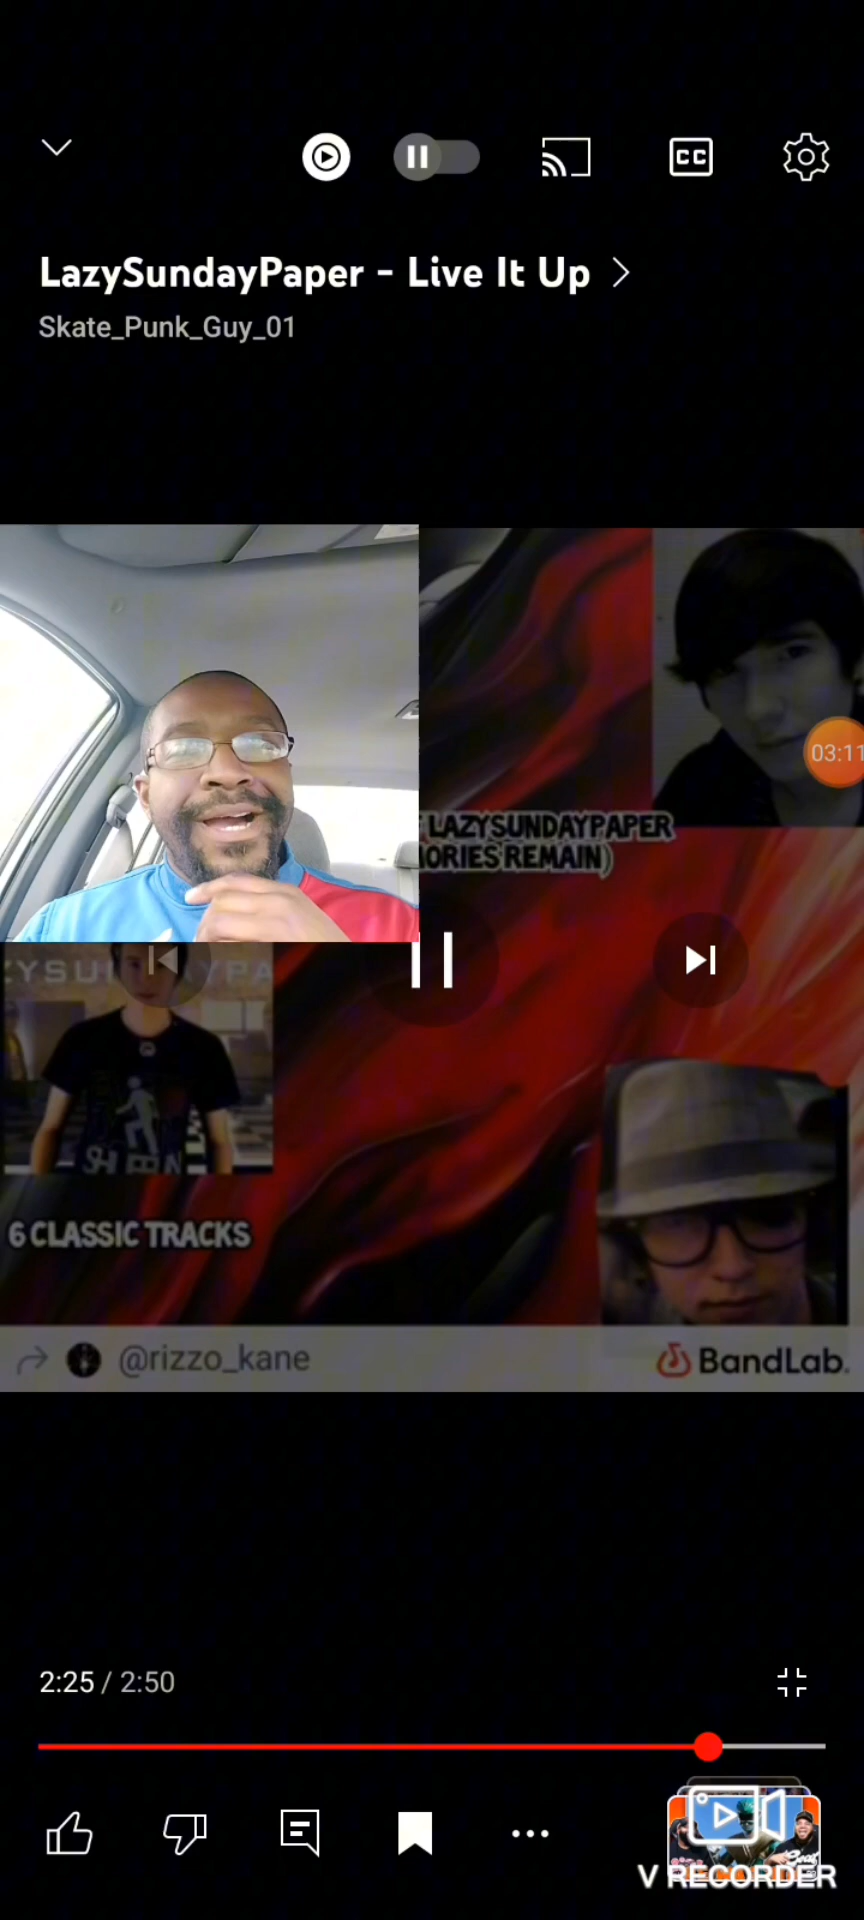 CC
LazySundayPaper - Live It Up
Skate_Punk_Guy_01
03:11
LAZYSUNDAYPAPER
ORIES REMAIN)
6 CLASSIC TRACKS
@rizzo_kane
BandLab.
2:25 / 2:50
V RECORDER